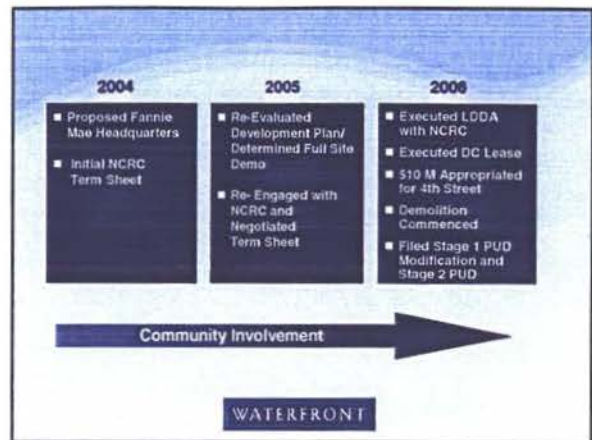 2004
Proposed Fannie
Mae Headquarters
Initial NCRC
Term Sheet
2005
Re-Evaluated
Development Plan/
Determined Full Site
Demo
Re- Engaged with
NCRC and
Negotiated
Term Sheet
2006
Executed LDDA
with NCRC
Executed DC Lease
$10 M Appropriated
for 4th Street
Demolition
Commenced
Filed Stage 1 PUD
Modification and
Stage 2 PUD
Community Involvement
WATERFRONT